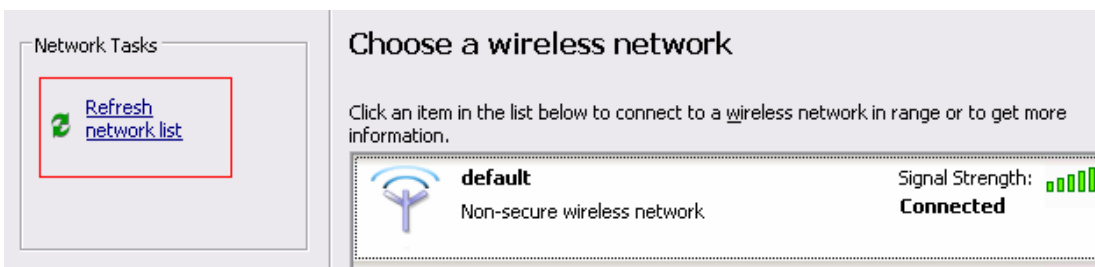 Network Tasks
Refresh
network list
Choose a wireless network
Click an item in the list below to connect to a wireless network in range or to get more
information.
default
Signal Strength:
Non-secure wireless network
Connected